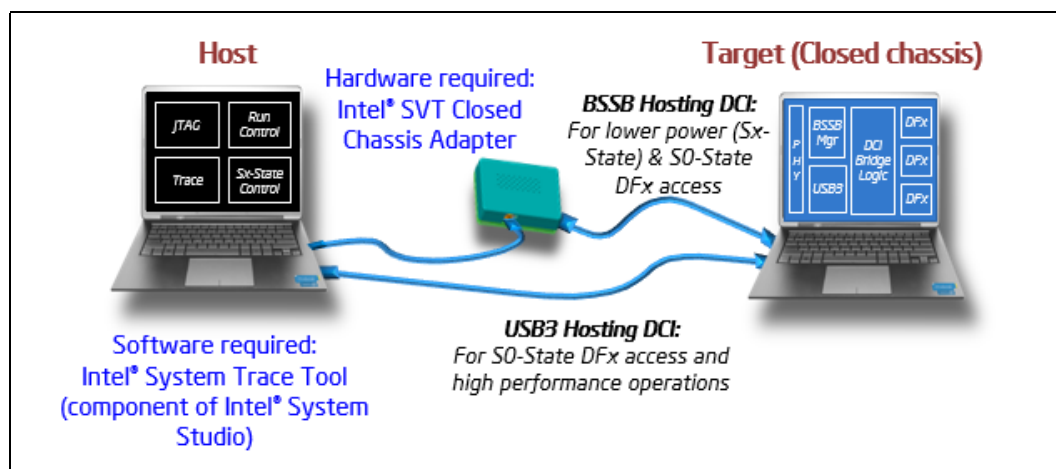 Host
Target (Closed chassis)
Hardware required:
Intel® SVT Closed
Chassis Adapter
BSSB Hosting DCI:
For lower power (Sx-
State) & S0-State
DFx access
JTAG
Run
Control
Trace
Sx-State
Control
P
H
Y
BSSB
Mgr
USB3
DCI
Bridge
Logic
DFx
DFx
DFx
USB3 Hosting DCI:
For S0-State DFx access and
high performance operations
Software required:
Intel® System Trace Tool
(component of Intel® System
Studio)